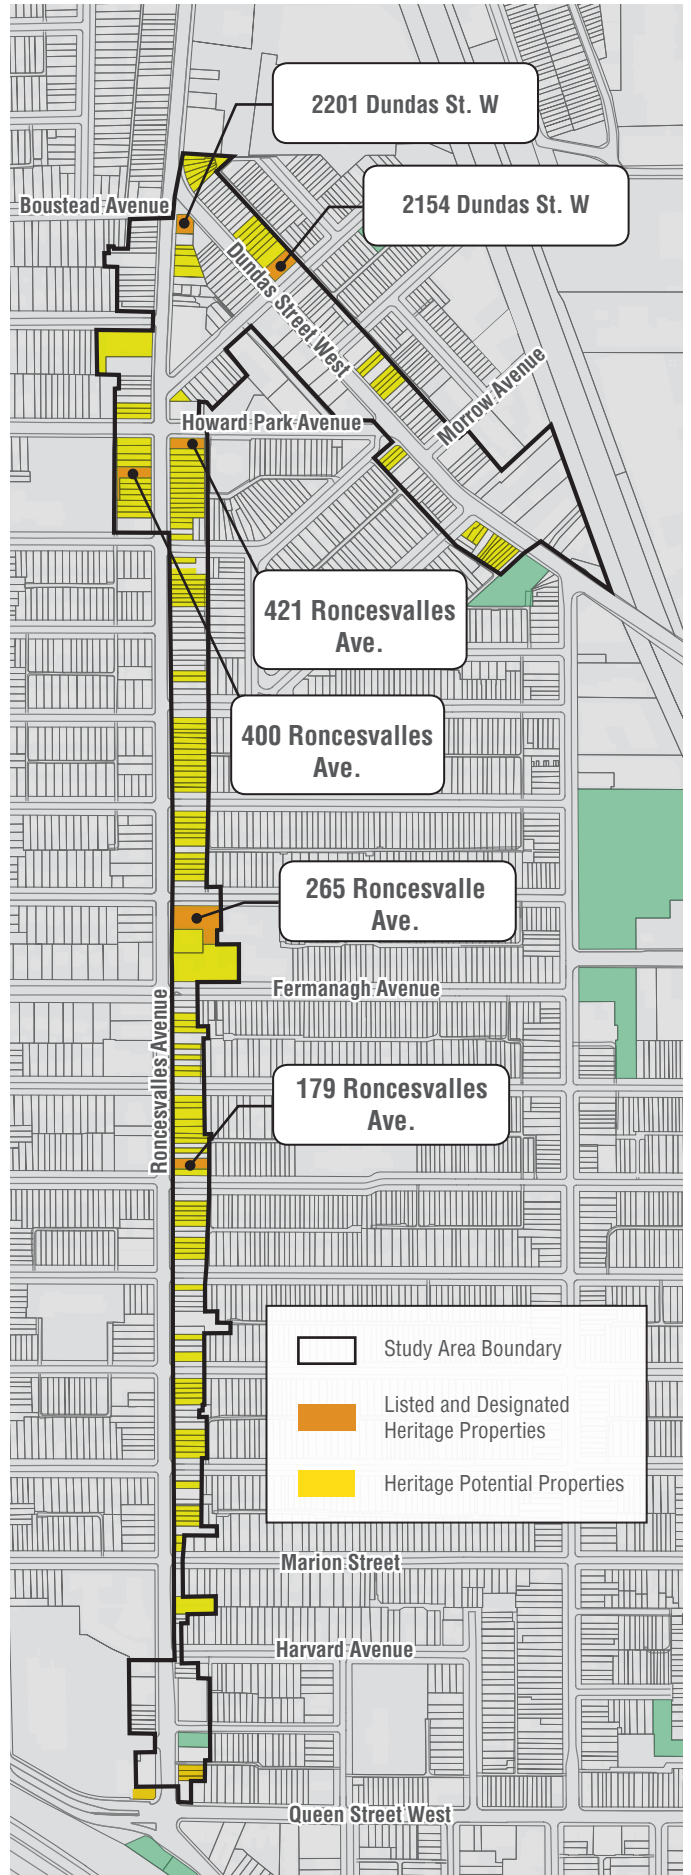 2201 Dundas St. W
Boustead Avenue
2154 Dundas St. W
Dundas Street West
Morrow Avenue
Howard Park Avenue
421 Roncesvalles
Ave.
400 Roncesvalles
Ave.
265 Roncesvalle
Ave.
Fermanagh Avenue
Roncesvalles Avenue
179 Roncesvalles
Ave.
Study Area Boundary
Listed and Designated
Heritage Properties
Heritage Potential Properties
Marion Street
Harvard Avenue
Queen Street West